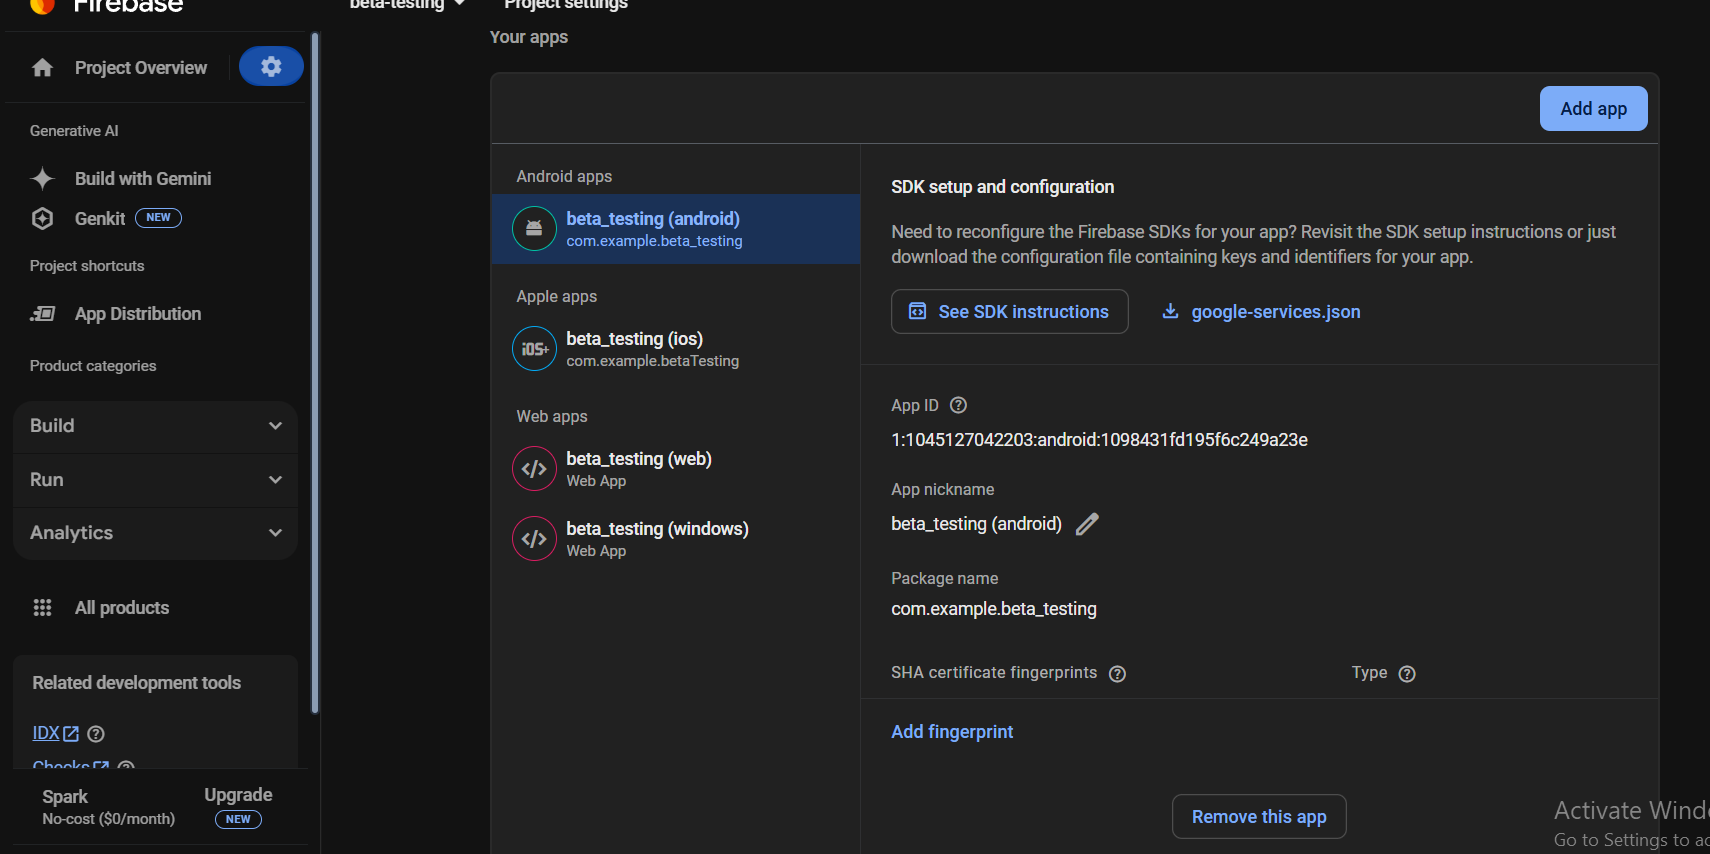 Firebase
beta-testing
Project settings
Project Overview
Generative AI
Build with Gemini
Genkit NEW
Project shortcuts
App Distribution
Product categories
Build
Run
Analytics
All products
Related development tools
IDX
Checks
Spark
No-cost ($0/month)
Upgrade
NEW
Your apps
Add app
Android apps
beta_testing (android)
com.example.beta_testing
Apple apps
iOS+
beta_testing (ios)
com.example.betaTesting
Web apps
</> beta_testing (web)
Web App
</> beta_testing (windows)
Web App
SDK setup and configuration
Need to reconfigure the Firebase SDKs for your app? Revisit the SDK setup instructions or just
download the configuration file containing keys and identifiers for your app.
See SDK instructions
google-services.json
App ID
1:1045127042203:android:1098431fd195f6c249a23e
App nickname
beta_testing (android)
Package name
com.example.beta_testing
SHA certificate fingerprints
Type
Add fingerprint
Remove this app
Activate Wind
Go to Settings to ac